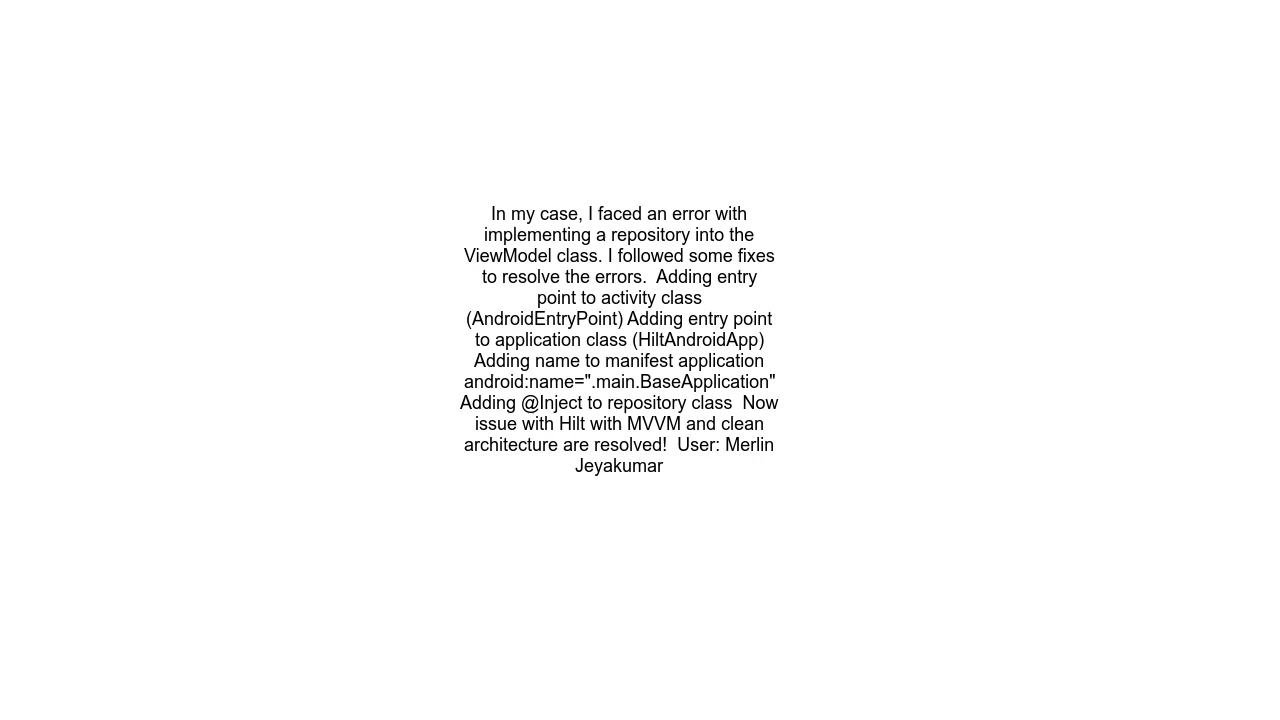 In my case, I faced an error with
implementing a repository into the
ViewModel class. I followed some fixes
to resolve the errors.  Adding entry
point to activity class
(AndroidEntryPoint) Adding entry point
to application class (HiltAndroidApp)
Adding name to manifest application
android:name=".main.BaseApplication"
Adding @Inject to repository class  Now
issue with Hilt with MVVM and clean
architecture are resolved!  User: Merlin
Jeyakumar